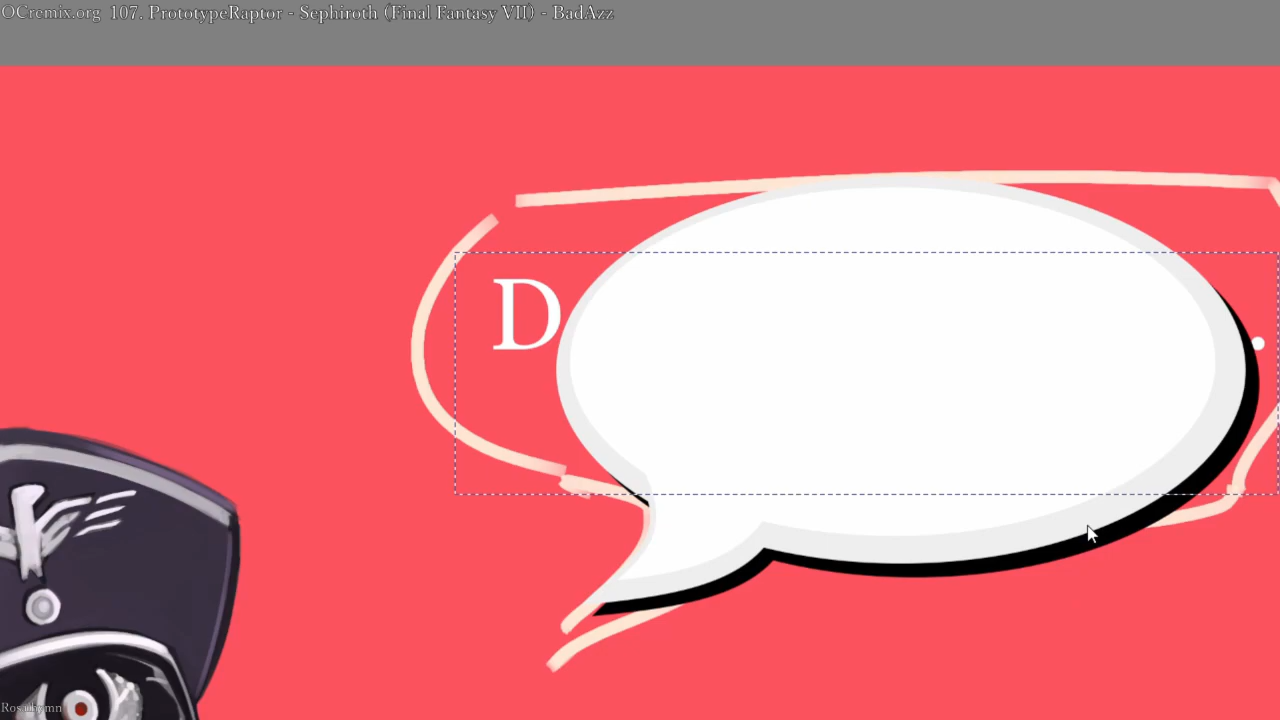 OCremix.org 107. PrototypeRaptor - Sephiroth (Final Fantasy VII) - BadAzz
D .